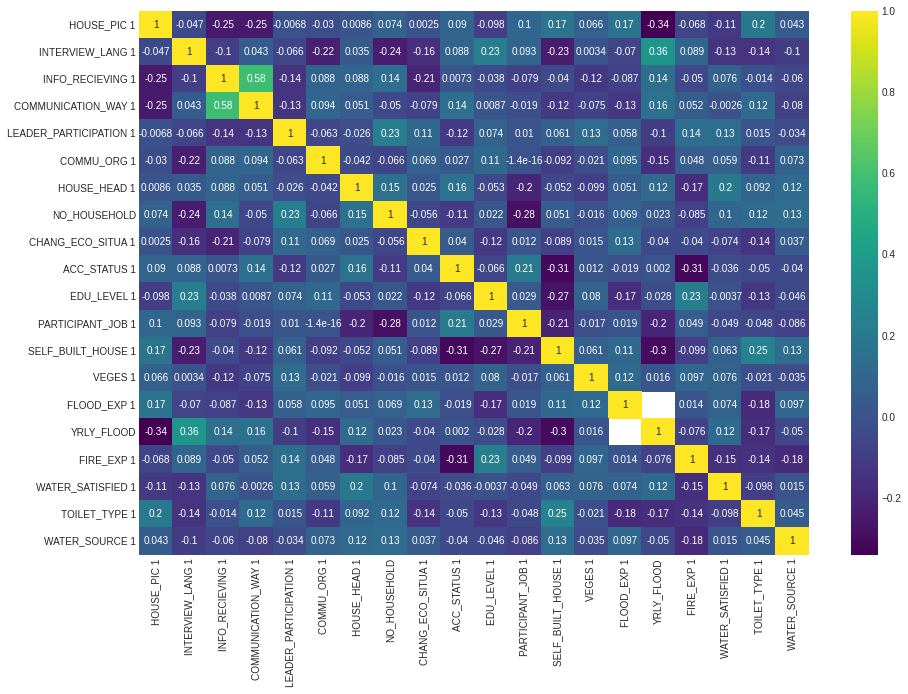 HOUSE_PIC 1 1 -0.047 -0.25 -0.25 -0.0068 -0.03 0.0086 0.074 0.0025 0.09 -0.098 0.1 0.17 0.066 0.17 -0.34 -0.068 -0.11 0.2 0.043
INTERVIEW_LANG 1 -0.047 1 -0.1 0.043 -0.066 -0.22 0.035 -0.24 -0.16 0.088 0.23 0.093 -0.23 0.0034 -0.07 0.36 0.089 -0.13 -0.14 -0.1
INFO_RECIEVING 1 -0.25 -0.1 1 0.58 -0.14 0.088 0.088 0.14 -0.21 0.0073 -0.038 -0.079 -0.04 -0.12 -0.087 0.14 -0.05 0.076 -0.014 -0.06
COMMUNICATION_WAY 1 -0.25 0.043 0.58 1 -0.13 0.094 0.051 -0.05 -0.079 0.14 0.0087 -0.019 -0.12 -0.075 -0.13 0.16 0.052 -0.0026 0.12 -0.08
LEADER_PARTICIPATION 1 -0.0068 -0.066 -0.14 -0.13 1 -0.063 -0.026 0.23 0.11 -0.12 0.074 0.01 0.061 0.13 0.058 -0.1 0.14 0.13 0.015 -0.034
COMMU_ORG 1 -0.03 -0.22 0.088 0.094 -0.063 1 -0.042 -0.066 0.069 0.027 0.11 -1.4e-16 -0.092 -0.021 0.095 -0.15 0.048 0.059 -0.11 0.073
HOUSE_HEAD 1 0.0086 0.035 0.088 0.051 -0.026 -0.042 1 0.15 0.025 0.16 -0.053 -0.2 -0.052 -0.099 0.051 0.12 -0.17 0.2 0.092 0.12
NO_HOUSEHOLD 0.074 -0.24 0.14 -0.05 0.23 -0.066 0.15 1 -0.056 -0.11 0.022 -0.28 0.051 -0.016 0.069 0.023 -0.085 0.1 0.12 0.13
CHANG_ECO_SITUA 1 0.0025 -0.16 -0.21 -0.079 0.11 0.069 0.025 -0.056 1 0.04 -0.12 0.012 -0.089 0.015 0.13 -0.04 -0.04 -0.074 -0.14 0.037
ACC_STATUS 1 0.09 0.088 0.0073 0.14 -0.12 0.027 0.16 -0.11 0.04 1 -0.066 0.21 -0.31 0.012 -0.019 0.002 -0.31 -0.036 -0.05 -0.04
EDU_LEVEL 1 -0.098 0.23 -0.038 0.0087 0.074 0.11 -0.053 0.022 -0.12 -0.066 1 0.029 -0.27 0.08 -0.17 -0.028 0.23 -0.0037 -0.13 -0.046
PARTICIPANT_JOB 1 0.1 0.093 -0.079 -0.019 0.01 -1.4e-16 -0.2 -0.28 0.012 0.21 0.029 1 -0.21 -0.017 0.019 -0.2 0.049 -0.049 -0.048 -0.086
SELF_BUILT_HOUSE 1 0.17 -0.23 -0.04 -0.12 0.061 -0.092 -0.052 0.051 -0.089 -0.31 -0.27 -0.21 1 0.061 0.11 -0.3 -0.099 0.063 0.25 0.13
VEGES 1 0.066 0.0034 -0.12 -0.075 0.13 -0.021 -0.099 -0.016 0.015 0.012 0.08 -0.017 0.061 1 0.12 0.016 0.097 0.076 -0.021 -0.035
FLOOD_EXP 1 0.17 -0.07 -0.087 -0.13 0.058 0.095 0.051 0.069 0.13 -0.019 -0.17 0.019 0.11 0.12 1 0.014 0.074 -0.18 0.097
YRLY_FLOOD -0.34 0.36 0.14 0.16 -0.1 -0.15 0.12 0.023 -0.04 0.002 -0.028 -0.2 -0.3 0.016 1 -0.076 0.12 -0.17 -0.05
FIRE_EXP 1 -0.068 0.089 -0.05 0.052 0.14 0.048 -0.17 -0.085 -0.04 -0.31 0.23 0.049 -0.099 0.097 0.014 -0.076 1 -0.15 -0.14 -0.18
WATER_SATISFIED 1 -0.11 -0.13 0.076 -0.0026 0.13 0.059 0.2 0.1 -0.074 -0.036 -0.0037 -0.049 0.063 0.076 0.074 0.12 -0.15 1 -0.098 0.015
TOILET_TYPE 1 0.2 -0.14 -0.014 0.12 0.015 -0.11 0.092 0.12 -0.14 -0.05 -0.13 -0.048 0.25 -0.021 -0.18 -0.17 -0.14 -0.098 1 0.045
WATER_SOURCE 1 0.043 -0.1 -0.06 -0.08 -0.034 0.073 0.12 0.13 0.037 -0.04 -0.046 -0.086 0.13 -0.035 0.097 -0.05 -0.18 0.015 0.045 1
HOUSE_PIC 1
INTERVIEW_LANG 1
INFO_RECIEVING 1
COMMUNICATION_WAY 1
LEADER_PARTICIPATION 1
COMMU_ORG 1
HOUSE_HEAD 1
NO_HOUSEHOLD
CHANG_ECO_SITUA 1
ACC_STATUS 1
EDU_LEVEL 1
PARTICIPANT_JOB 1
SELF_BUILT_HOUSE 1
VEGES 1
FLOOD_EXP 1
YRLY_FLOOD
FIRE_EXP 1
WATER_SATISFIED 1
TOILET_TYPE 1
WATER_SOURCE 1
1.0
0.8
0.6
0.4
0.2
0.0
−0.2